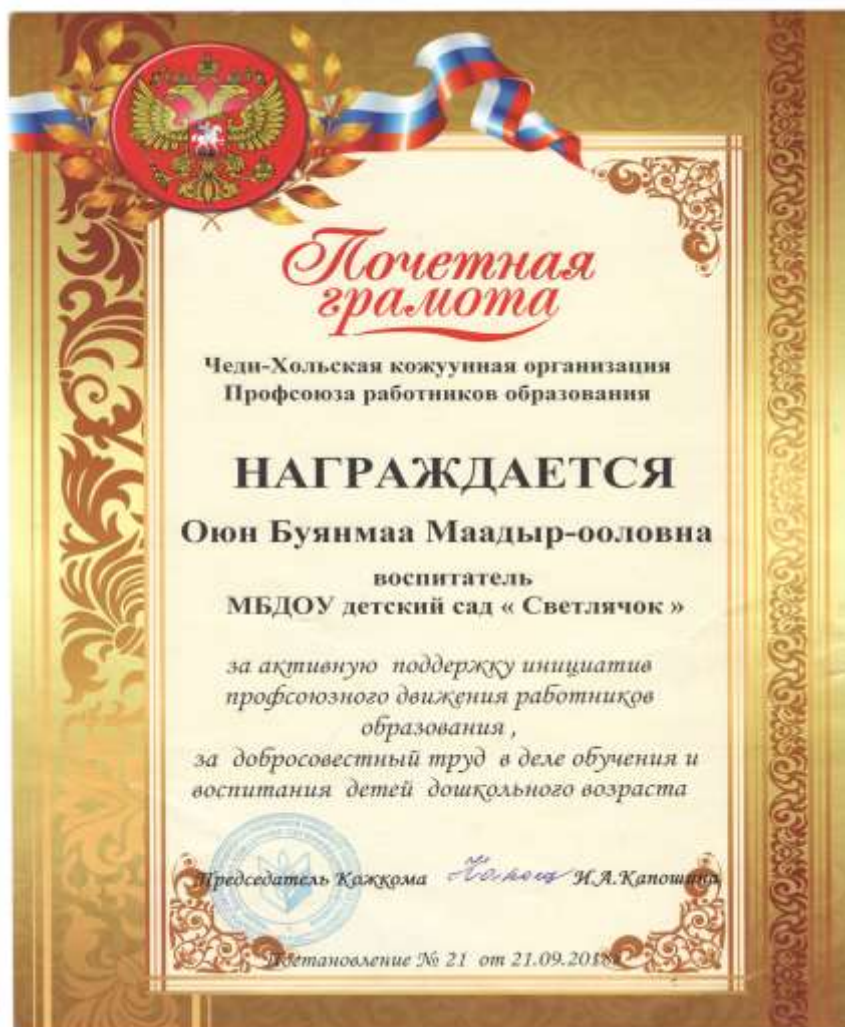 Почетная
грамота
Чеди-Хольская кожуунная организация
Профсоюза работников образования
НАГРАЖДАЕТСЯ
Оюн Буянмаа Маадыр-ооловна
воспитатель
МБДОУ детский сад « Светлячок »
за активную поддержку инициатив
профсоюзного движения работников
образования ,
за добросовестный труд в деле обучения и
воспитания детей дошкольного возраста
Председатель Кожкома И.А.Капошина
Постановление № 21 от 21.09.2018